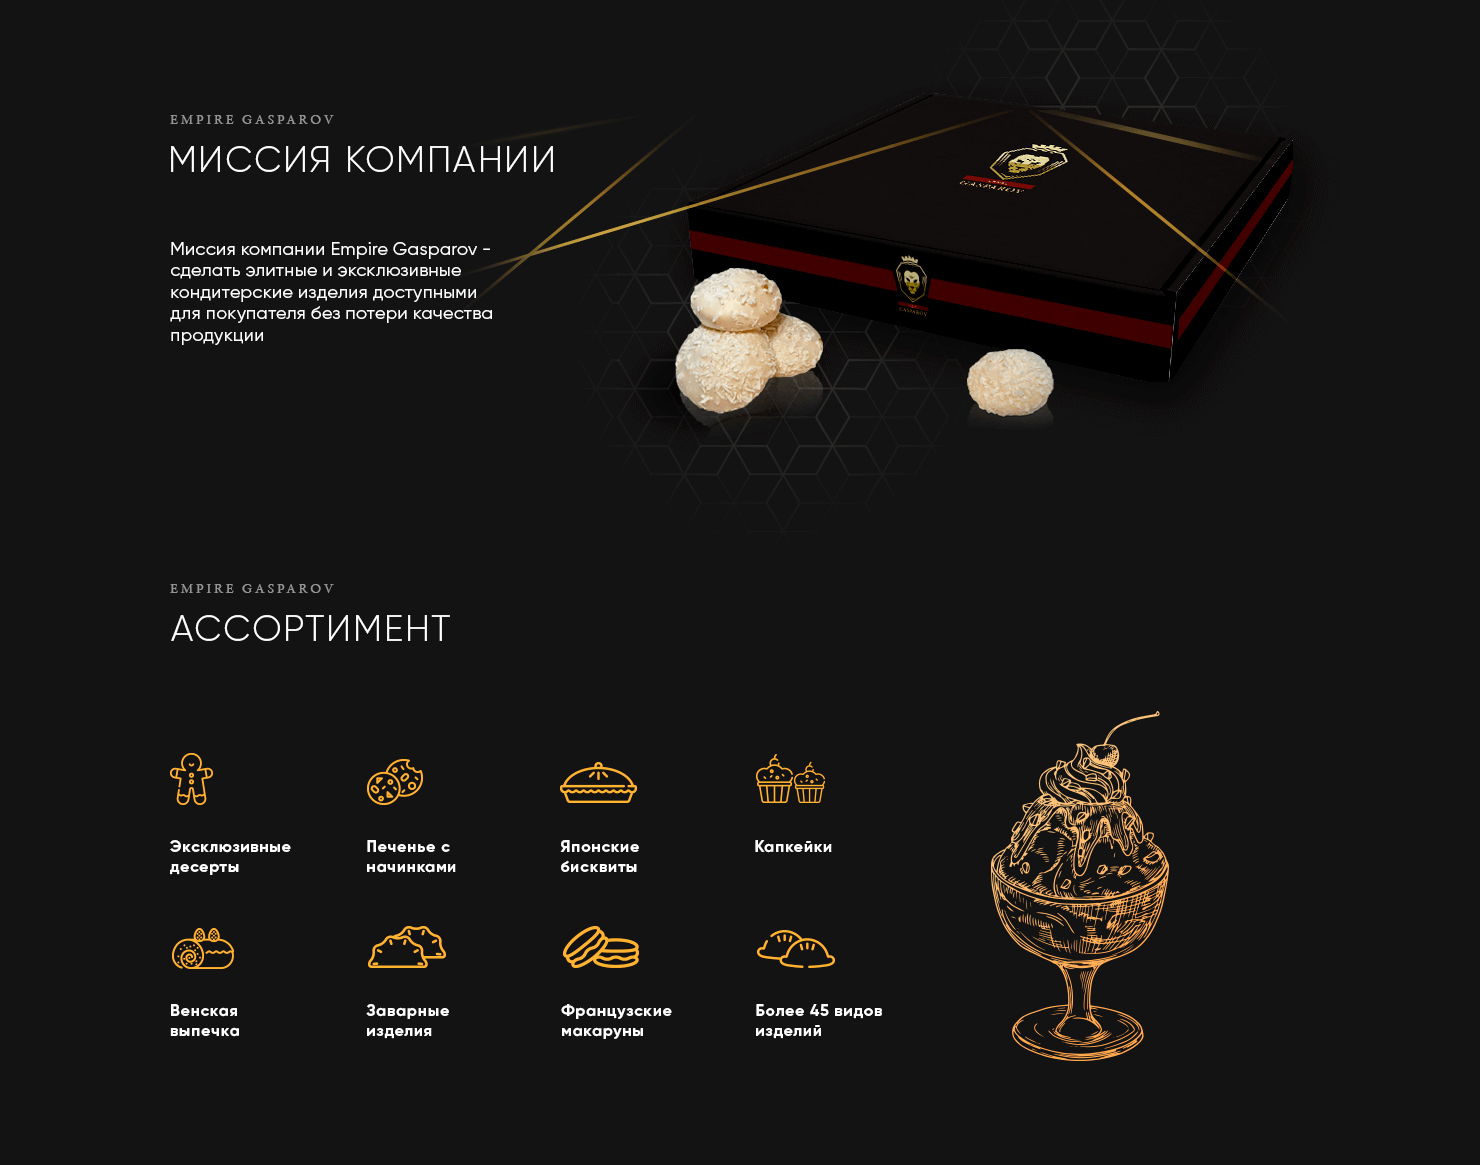 EMPIRE GASPAROV
МИССИЯ КОМПАНИИ
Миссия компании Empire Gasparov -
сделать элитные и эксклюзивные
кондитерские изделия доступными
для покупателя без потери качества
продукции
GASPAROV
GASPAROV
EMPIRE GASPAROV
АССОРТИМЕНТ
Эксклюзивные
десерты
Печенье с
начинками
Японские
бисквиты
Капкейки
Венская
выпечка
Заварные
изделия
Французские
макаруны
Более 45 видов
изделий